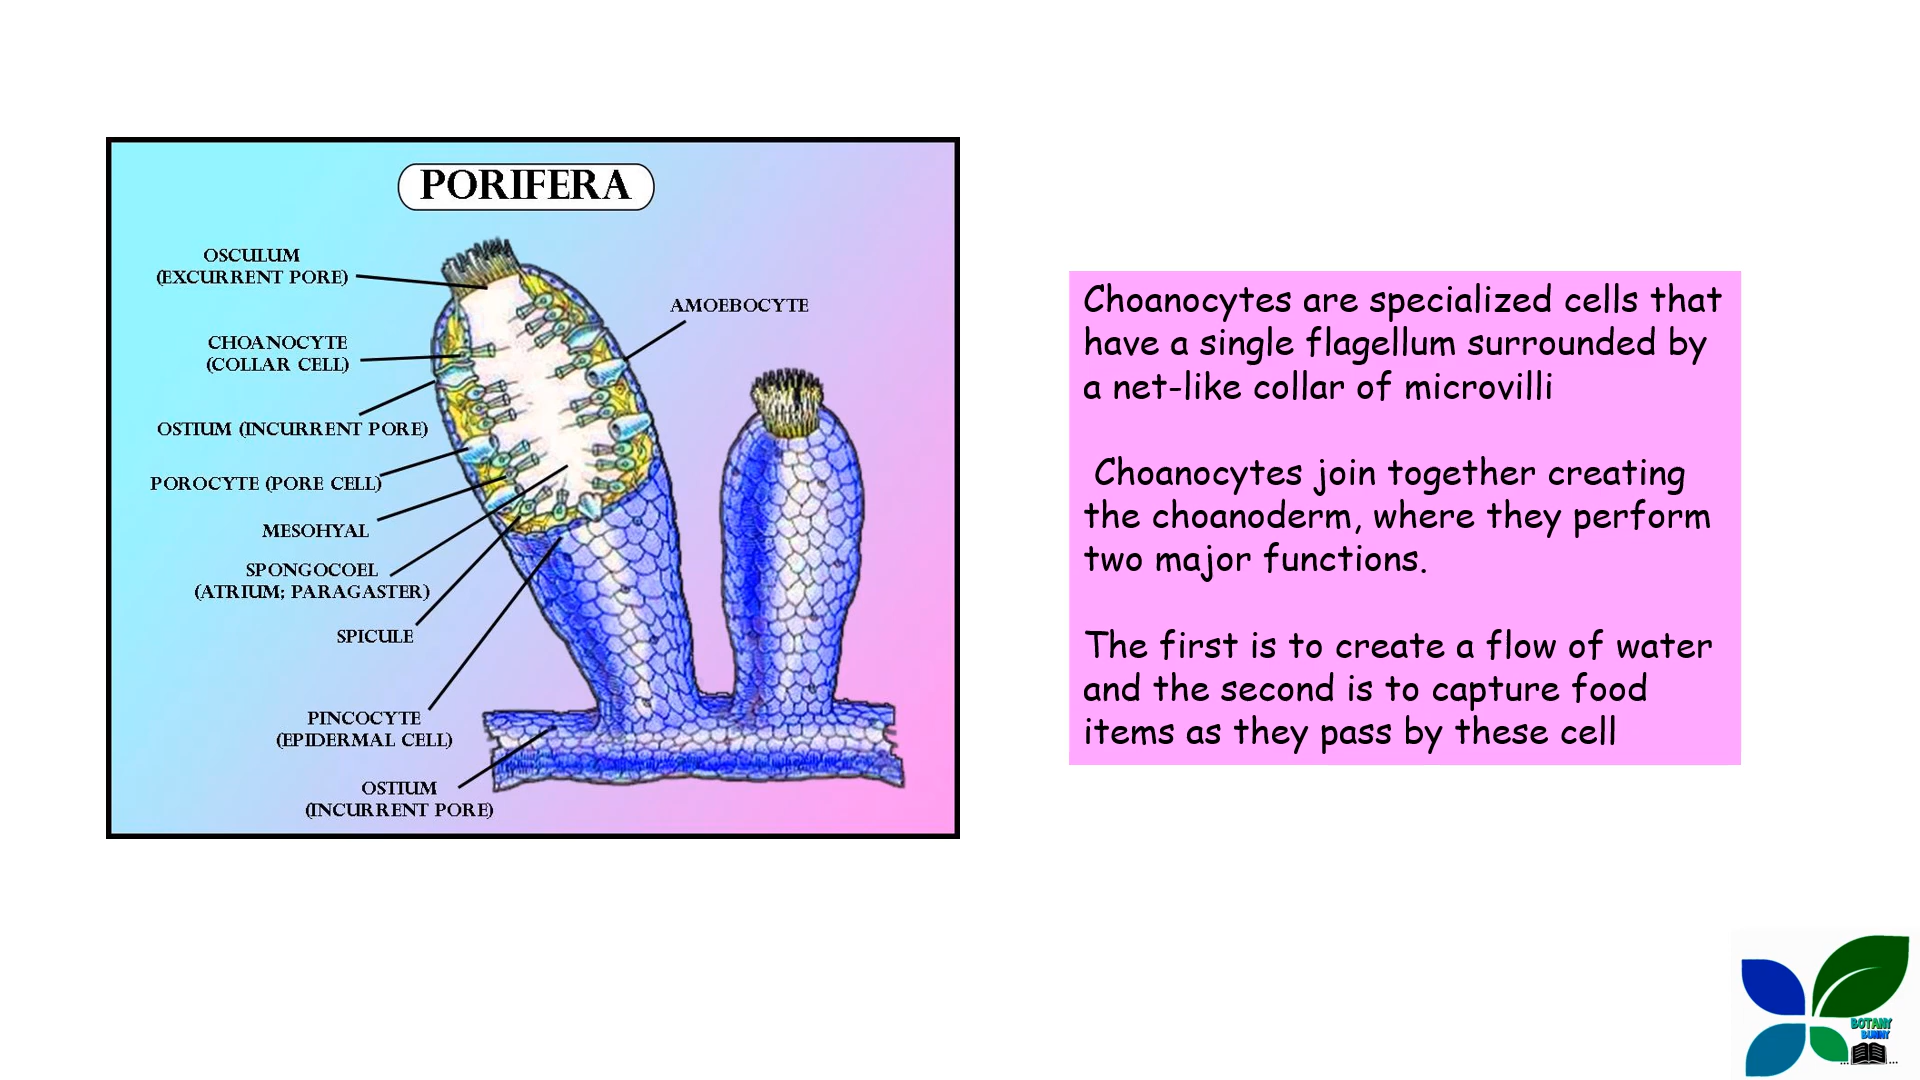 PORIFERA
OSCULUM
(EXCURRENT PORE)
AMOEBOCYTE
CHOANOCYTE
(COLLAR CELL)
OSTIUM (INCURRENT PORE)
POROCYTE (PORE CELL)
MESOHYAL
SPONGOCOEL
(ATRIUM; PARAGASTER)
SPICULE
PINCOCYTE
(EPIDERMAL CELL)
OSTIUM
(INCURRENT PORE)
Choanocytes are specialized cells that
have a single flagellum surrounded by
a net-like collar of microvilli
Choanocytes join together creating
the choanoderm, where they perform
two major functions.
The first is to create a flow of water
and the second is to capture food
items as they pass by these cell
BOTANY
BUNNY